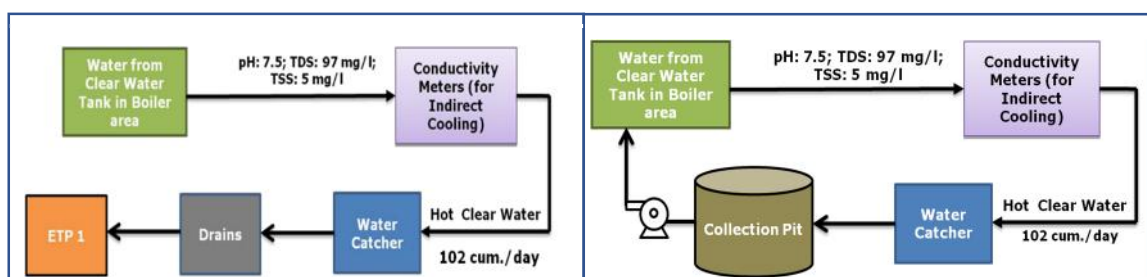 Water from
Clear Water
Tank in Boiler
area
pH: 7.5; TDS: 97 mg/l;
TSS: 5 mg/l
Conductivity
Meters (for
Indirect
Cooling)
ETP 1
Drains
Water
Catcher
Hot Clear Water
102 cum./day
Water from
Clear Water
Tank in Boiler
area
pH: 7.5; TDS: 97 mg/l;
TSS: 5 mg/l
Conductivity
Meters (for
Indirect
Cooling)
Collection Pit
Water
Catcher
Hot Clear Water
102 cum./day